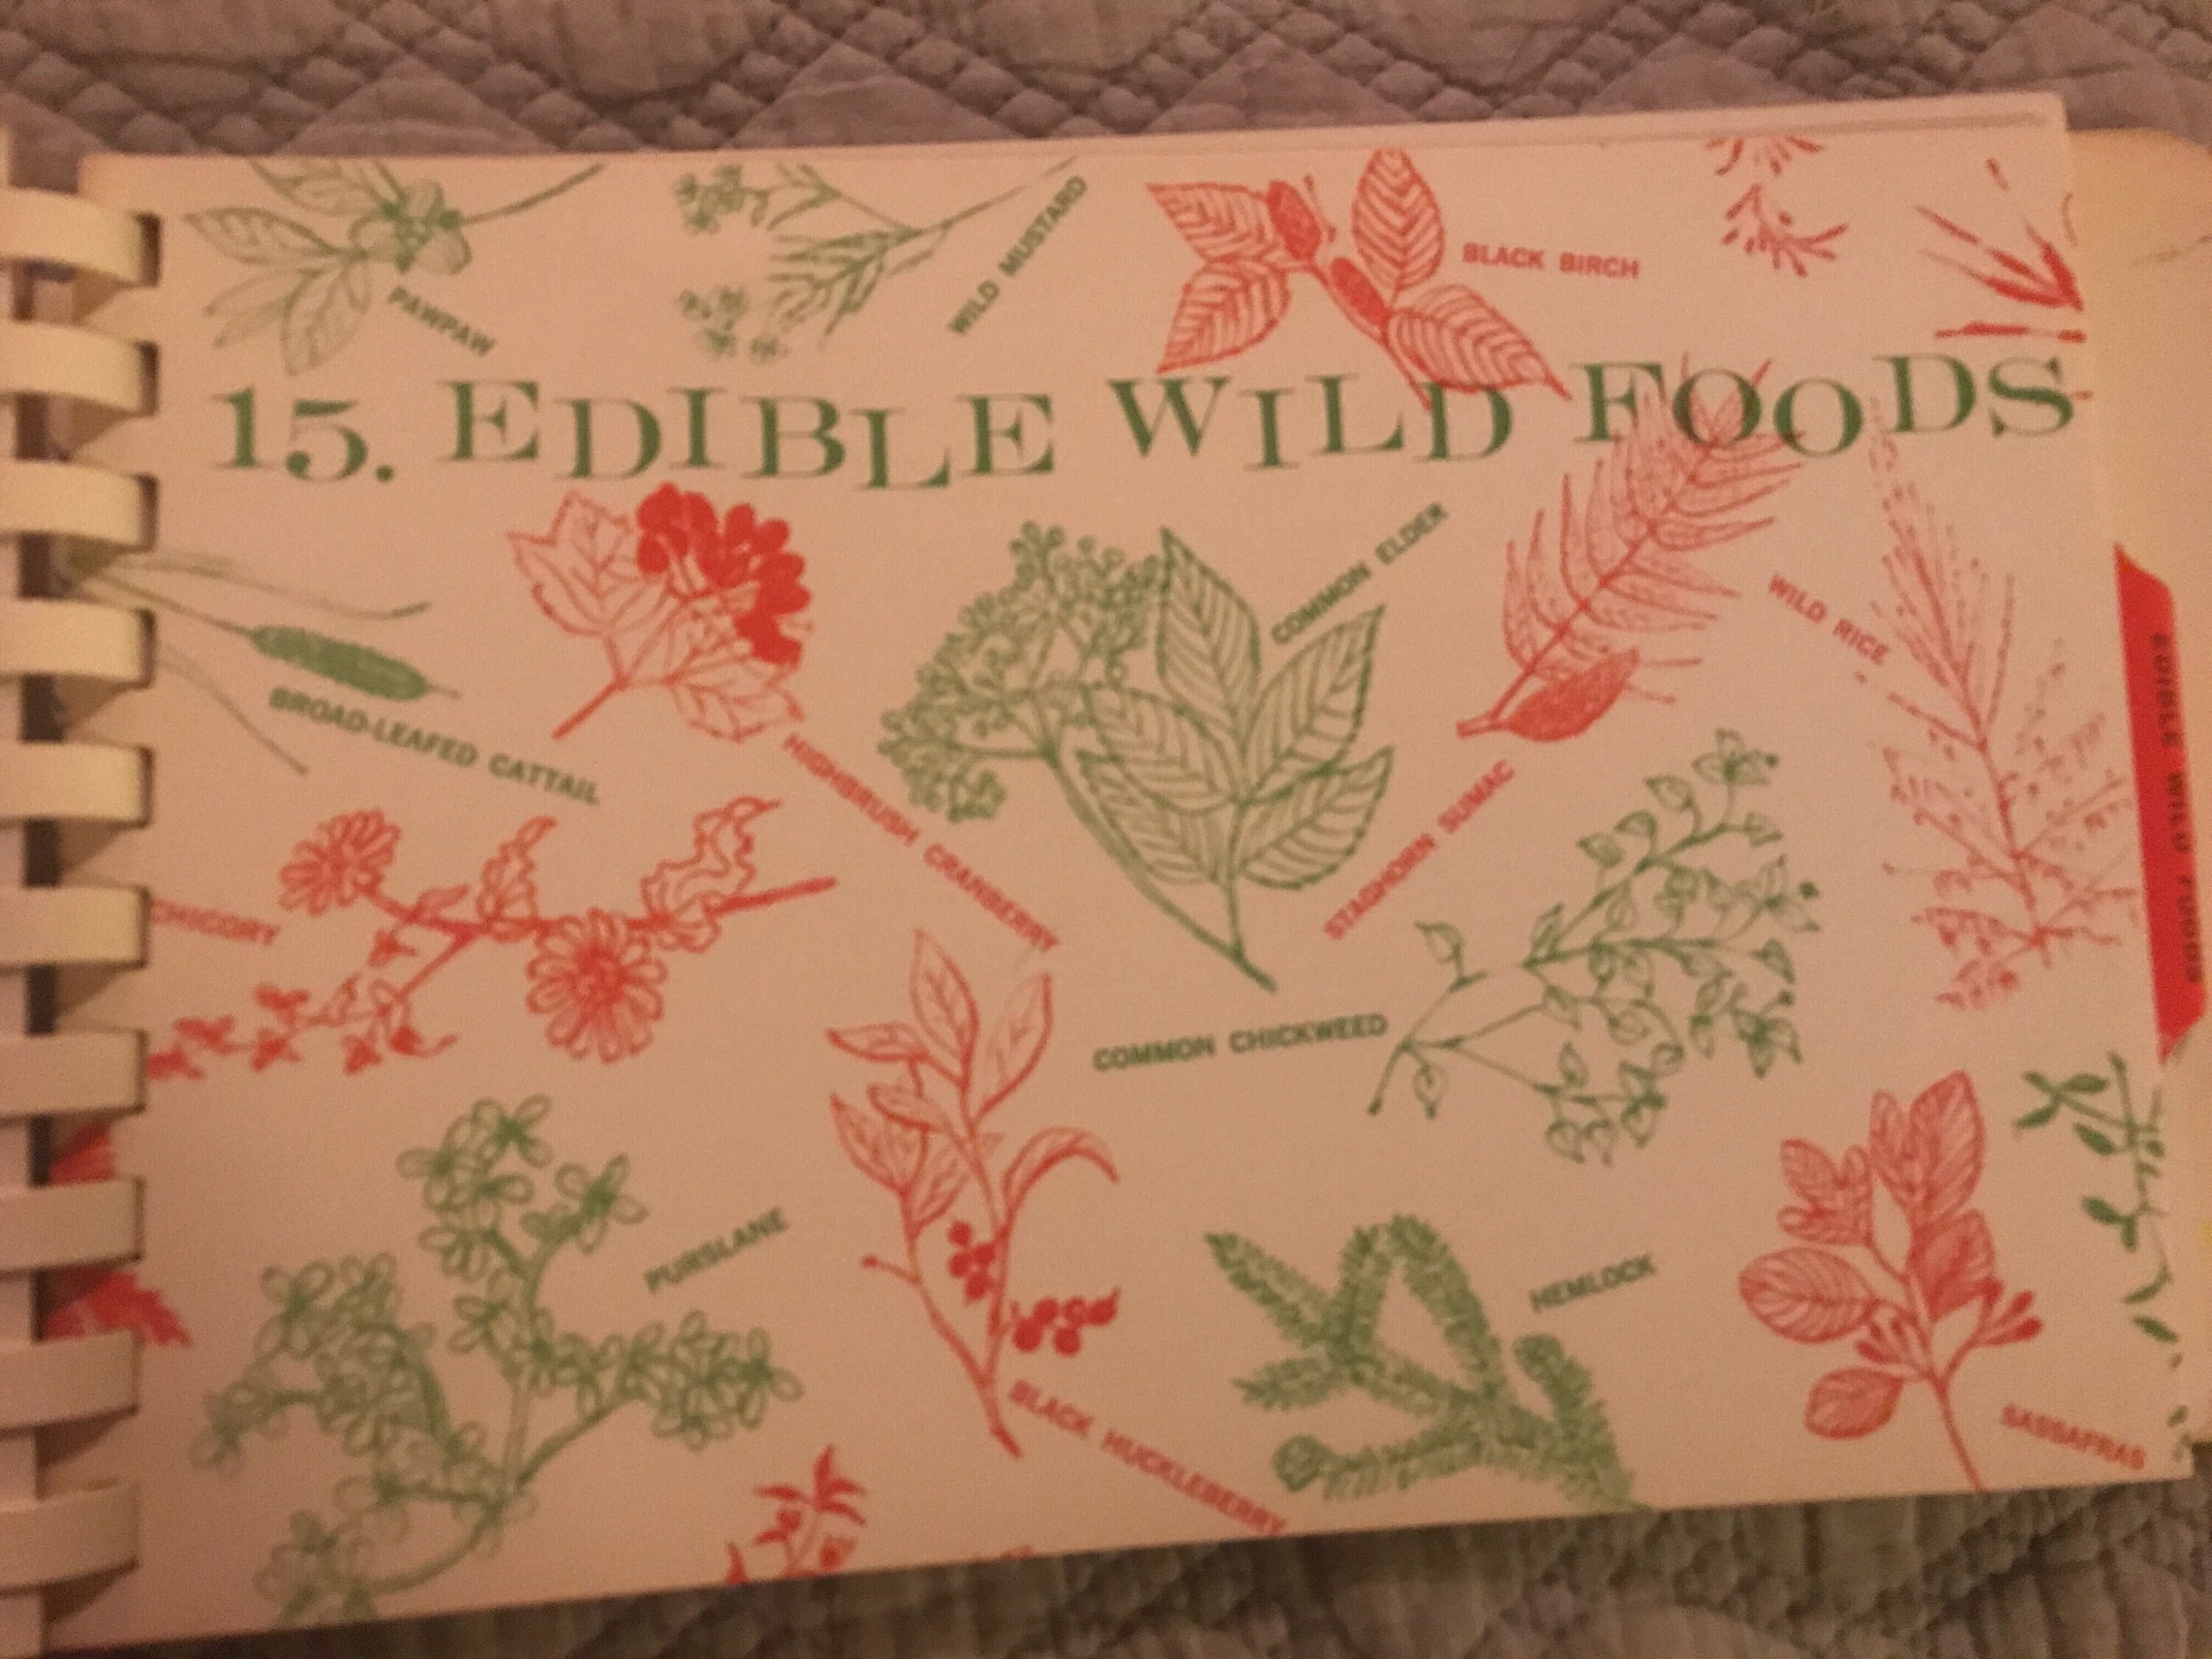 PAWPAW
WILD MUSTARD
BLACK BIRCH
15. EDIBLE WILD FOODS
BROAD-LEAFED CATTAIL
HIGHBRUSH CRANBERRY
COMMON ELDER
STAGHORN SUMAC
WILD RICE
EDIBLE WILD FOODS
CHICORY
COMMON CHICKWEED
PURSLANE
BLACK HUCKLEBERRY
HEMLOCK
SASSAFRAS